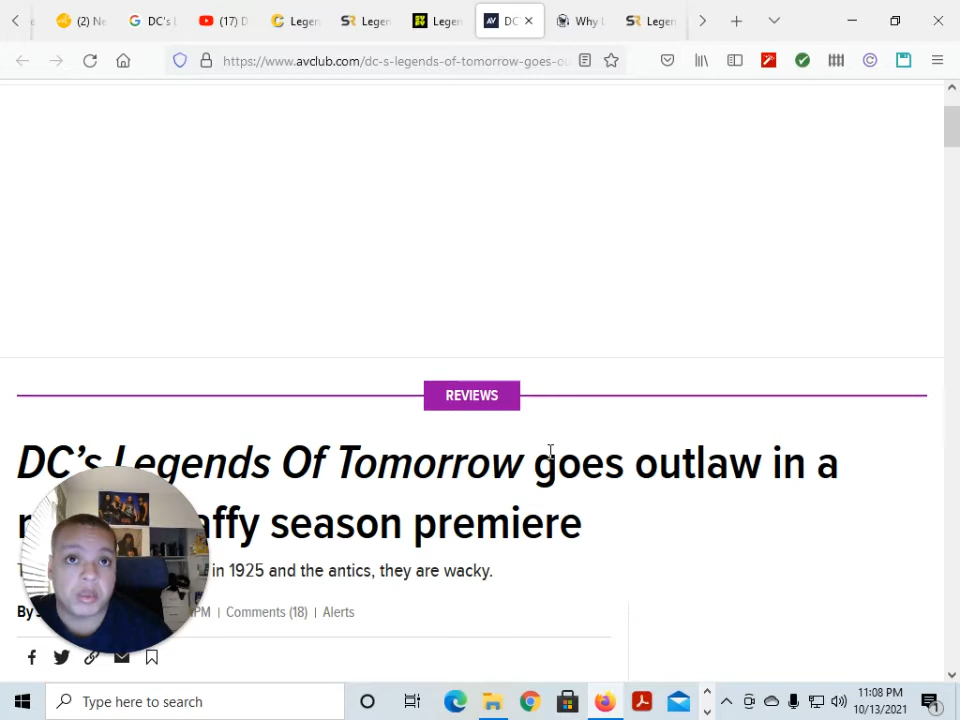 (2) Ne
DC's L
(17) D
Legen
Legen
Legen
DC
Why L
Legen
https://www.avclub.com/dc-s-legends-of-tomorrow-goes-ou
REVIEWS
DC's Legends Of Tomorrow goes outlaw in a
affy season premiere
in 1925 and the antics, they are wacky.
By
PM | Comments (18) | Alerts
Type here to search
11:08 PM
10/13/2021